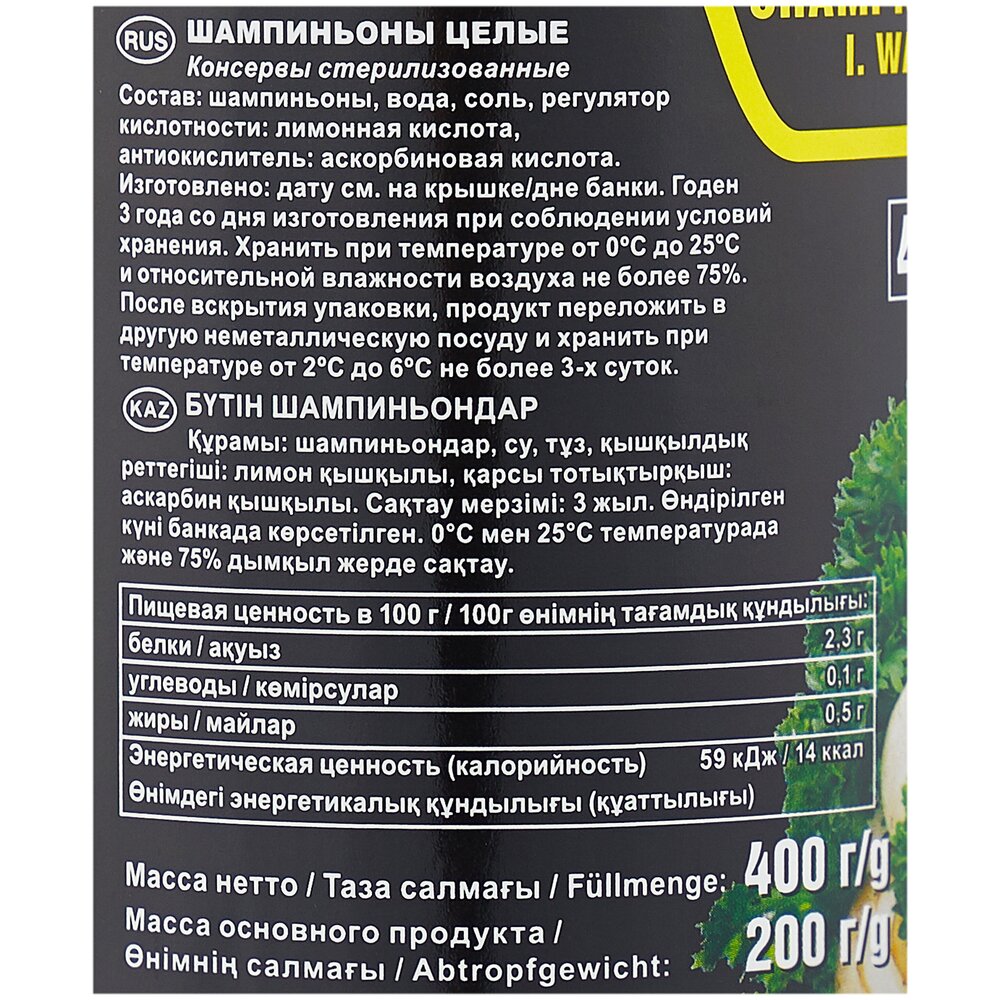 RUS ШАМПИНЬОНЫ ЦЕЛЫЕ
Консервы стерилизованные
Состав: шампиньоны, вода, соль, регулятор
кислотности: лимонная кислота,
антиокислитель: аскорбиновая кислота.
Изготовлено: дату см. на крышке/дне банки. Годен
3 года со дня изготовления при соблюдении условий
хранения. Хранить при температуре от 0ºС до 25ºС
и относительной влажности воздуха не более 75%.
После вскрытия упаковки, продукт переложить в
другую неметаллическую посуду и хранить при
температуре от 2ºС до 6ºС не более 3-х суток.
KAZ БҮТІН ШАМПИНЬОНДАР
Құрамы: шампиньондар, су, тұз, қышқылдық
реттегіші: лимон қышқылы, қарсы тотықтырқыш:
аскарбин қышқылы. Сақтау мерзімі: 3 жыл. Өндірілген
күні банкада көрсетілген. 0°С мен 25°С температурада
және 75% дымқыл жерде сақтау.
Пищевая ценность в 100 г / 100г өнімнің тағамдық құндылығы:
белки / ақуыз 2,3 г
углеводы / көмірсулар 0,1 г
жиры / майлар 0,5 г
Энергетическая ценность (калорийность) 59 кДж / 14 ккал
Өнімдегі энергетикалық құндылығы (қуаттылығы)
Масса нетто / Таза салмағы / Füllmenge: 400 г/g
Масса основного продукта /
Өнімнің салмағы / Abtropfgewicht: 200 г/g
I.